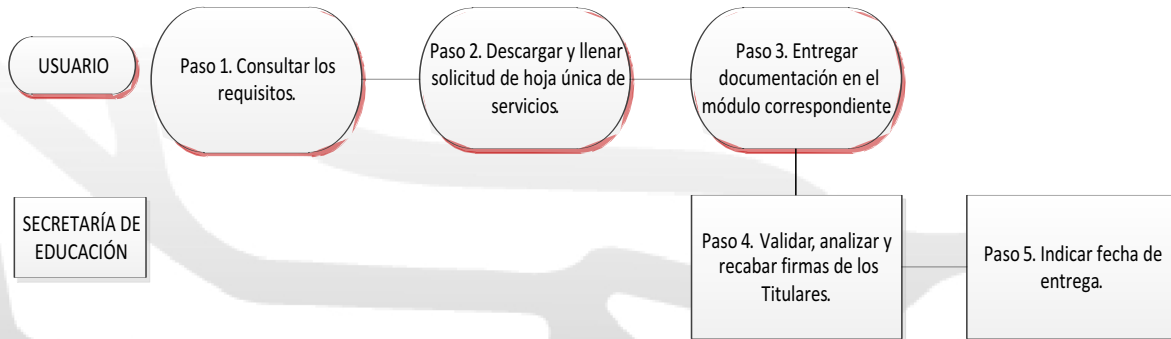 USUARIO
Paso 1. Consultar los
requisitos.
Paso 2. Descargar y llenar
solicitud de hoja única de
servicios.
Paso 3. Entregar
documentación en el
módulo correspondiente
SECRETARÍA DE
EDUCACIÓN
Paso 4. Validar, analizar y
recabar firmas de los
Titulares.
Paso 5. Indicar fecha de
entrega.